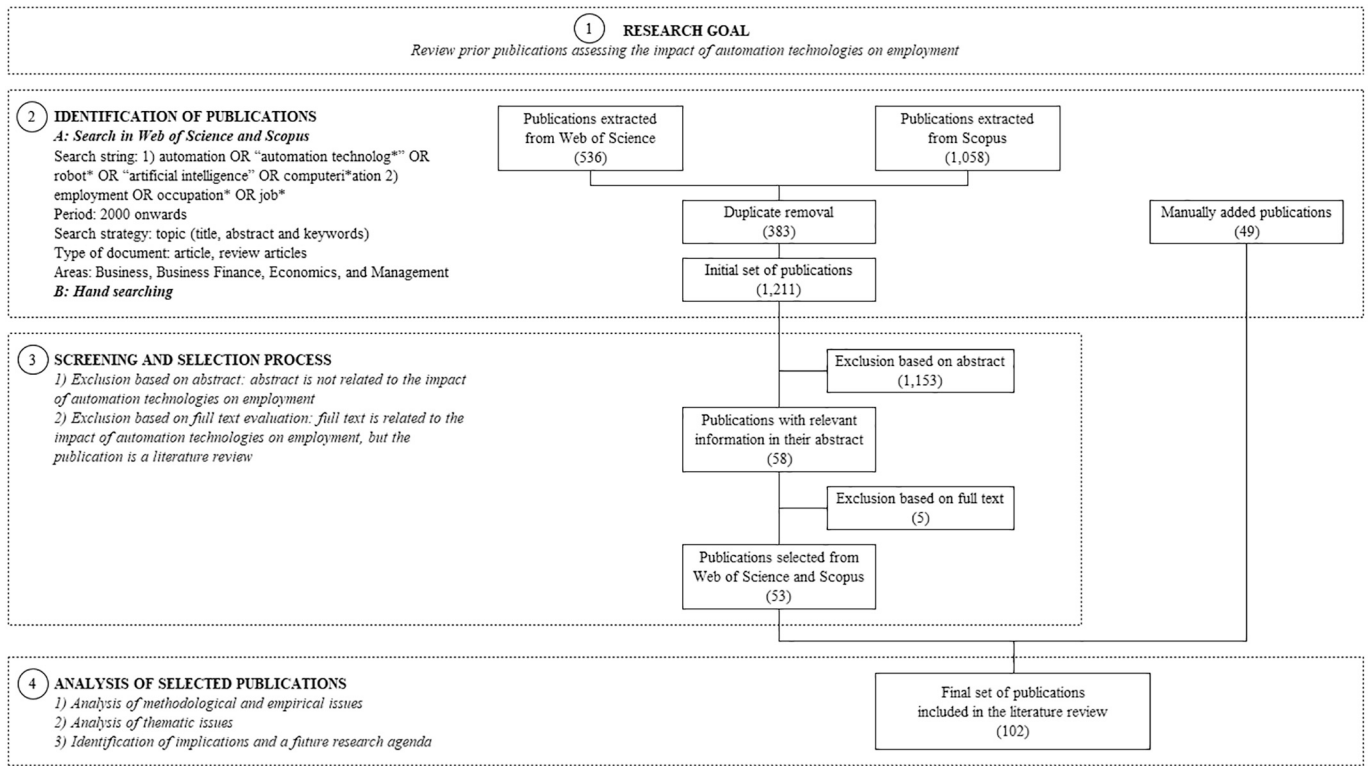 1 RESEARCH GOAL
Review prior publications assessing the impact of automation technologies on employment
2 IDENTIFICATION OF PUBLICATIONS
A: Search in Web of Science and Scopus
Search string: 1) automation OR “automation technolog*” OR
robot* OR “artificial intelligence” OR computeri*ation 2)
employment OR occupation* OR job*
Period: 2000 onwards
Search strategy: topic (title, abstract and keywords)
Type of document: article, review articles
Areas: Business, Business Finance, Economics, and Management
B: Hand searching
Publications extracted
from Web of Science
(536)
Publications extracted
from Scopus
(1,058)
Duplicate removal
(383)
Initial set of publications
(1,211)
Manually added publications
(49)
3 SCREENING AND SELECTION PROCESS
1) Exclusion based on abstract: abstract is not related to the impact
of automation technologies on employment
2) Exclusion based on full text evaluation: full text is related to the
impact of automation technologies on employment, but the
publication is a literature review
Exclusion based on abstract
(1,153)
Publications with relevant
information in their abstract
(58)
Exclusion based on full text
(5)
Publications selected from
Web of Science and Scopus
(53)
4 ANALYSIS OF SELECTED PUBLICATIONS
1) Analysis of methodological and empirical issues
2) Analysis of thematic issues
3) Identification of implications and a future research agenda
Final set of publications
included in the literature review
(102)